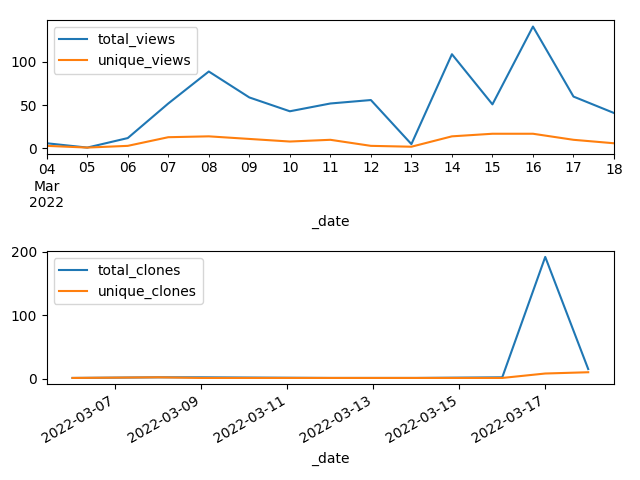 total_views
unique_views
100
50
0
04 05 06 07 08 09 10 11 12 13 14 15 16 17 18
Mar
2022
_date
total_clones
unique_clones
200
100
0
2022-03-07 2022-03-09 2022-03-11 2022-03-13 2022-03-15 2022-03-17
_date